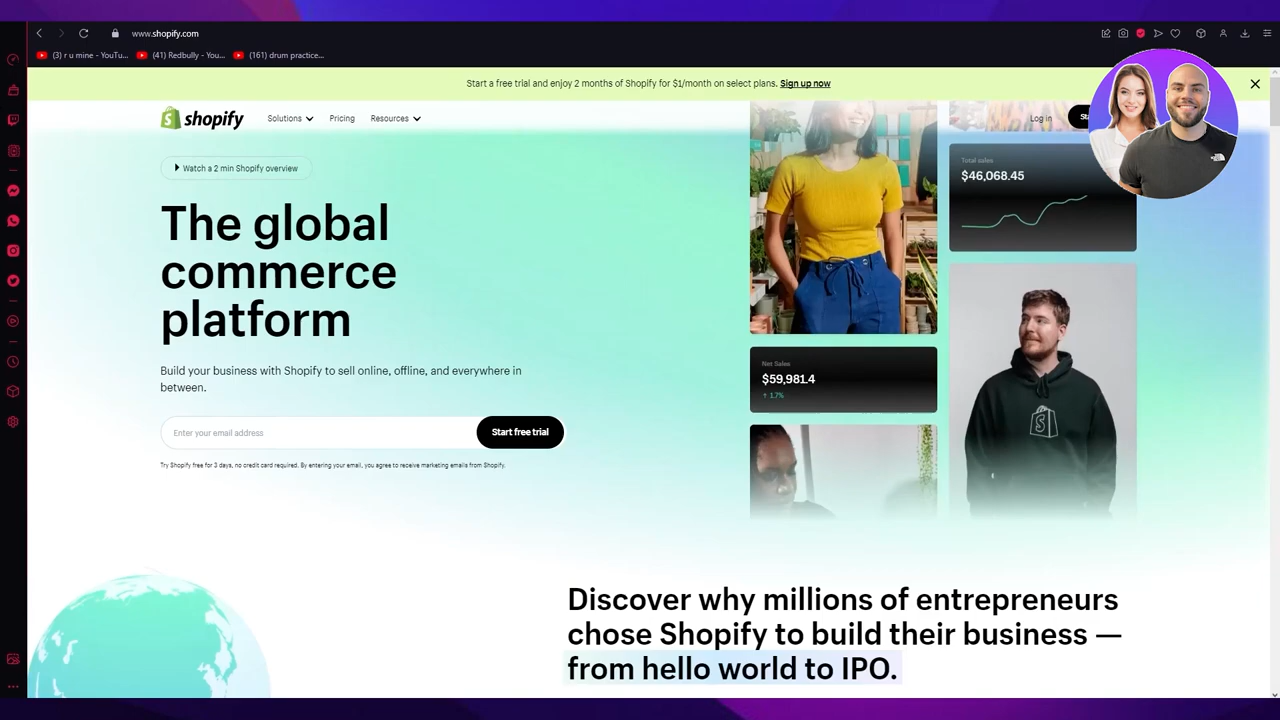 www.shopify.com
(3) r u mine - YouTu...
(41) Redbully - You...
(161) drum practice...
Start a free trial and enjoy 2 months of Shopify for $1/month on select plans. Sign up now
shopify
Solutions
Pricing
Resources
Log in
Watch a 2 min Shopify overview
The global
commerce
platform
Build your business with Shopify to sell online, offline, and everywhere in
between.
Enter your email address
Start free trial
Try Shopify free for 3 days, no credit card required. By entering your email, you agree to receive marketing emails from Shopify.
Total sales
$46,068.45
Net Sales
$59,981.4
↑ 17%
Discover why millions of entrepreneurs
chose Shopify to build their business —
from hello world to IPO.